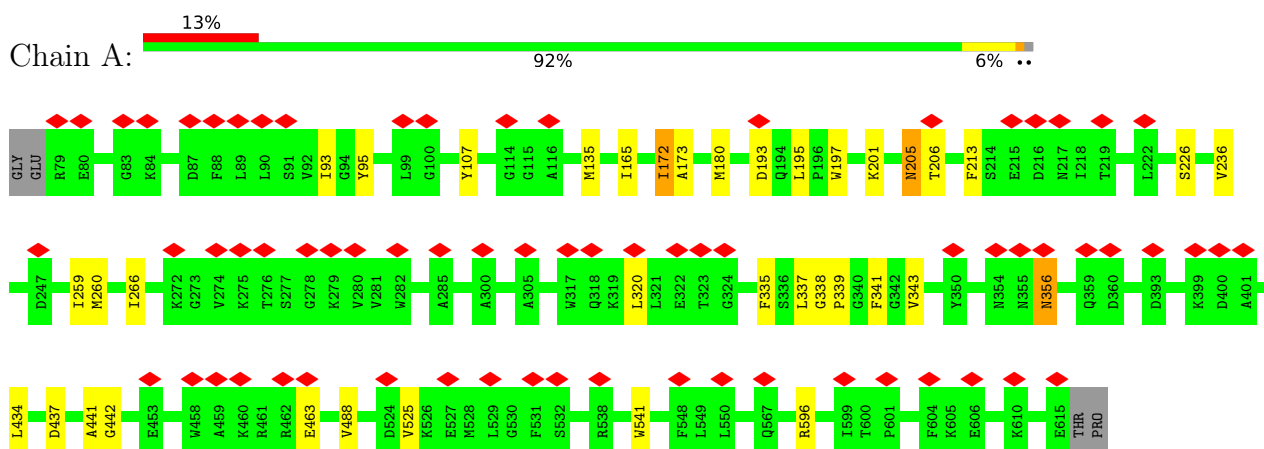 13%
Chain A:
92% 6% ••
GLY GLU R79 E80 G83 K84 D87 F88 L89 L90 S91 V92 I93 G94 Y95 L99 G100 Y107 G114 G115 A116 M135 I165 I172 A173 M180 D193 Q194 L195 P196 W197 K201 N205 T206 F213 S214 E215 D216 N217 I218 T219 L222 S226 V236
D247 I259 M260 I266 K272 G273 V274 K275 T276 S277 G278 K279 V280 V281 W282 A285 A300 A305 W317 Q318 K319 L320 L321 E322 T323 G324 F335 S336 L337 G338 P339 G340 F341 G342 V343 Y350 N354 N355 N356 Q359 D360 D393 K399 D400 A401
L434 D437 A441 G442 E453 W458 A459 K460 R461 R462 E463 V488 D524 V525 K526 E527 M528 L529 G530 F531 S532 R538 W541 F548 L549 L550 Q567 R596 I599 T600 P601 F604 K605 E606 K610 E615 THR PRO